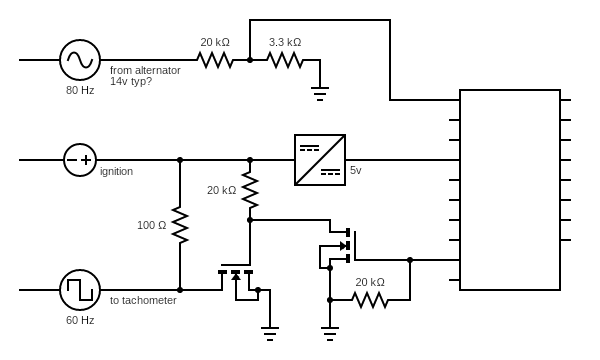 20 kΩ
3.3 kΩ
from alternator
14v typ?
80 Hz
ignition
5v
20 kΩ
100 Ω
20 kΩ
to tachometer
60 Hz